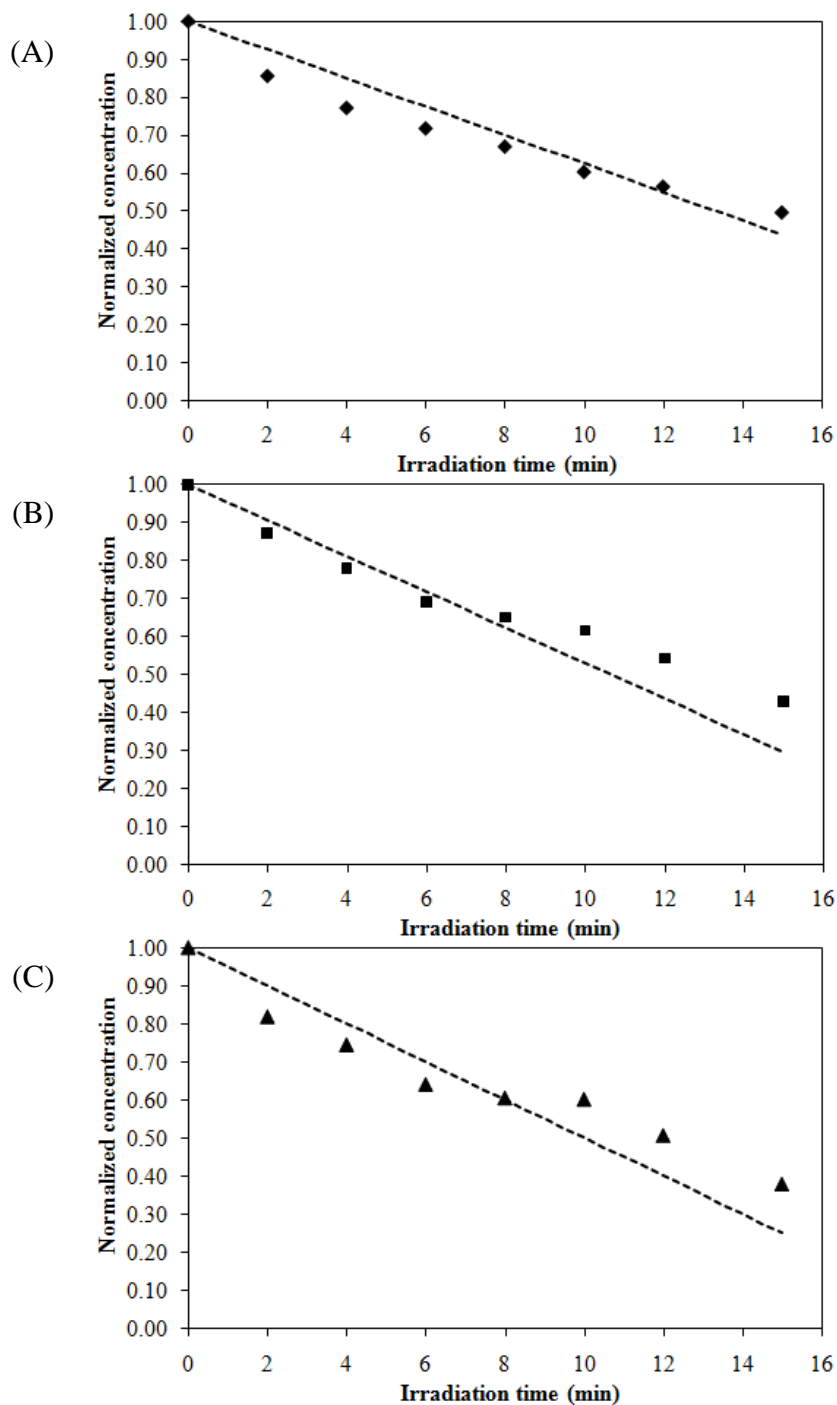 (A)
Normalized concentration
1.00
0.90
0.80
0.70
0.60
0.50
0.40
0.30
0.20
0.10
0.00
0 2 4 6 8 10 12 14 16
Irradiation time (min)
(B)
Normalized concentration
1.00
0.90
0.80
0.70
0.60
0.50
0.40
0.30
0.20
0.10
0.00
0 2 4 6 8 10 12 14 16
Irradiation time (min)
(C)
Normalized concentration
1.00
0.90
0.80
0.70
0.60
0.50
0.40
0.30
0.20
0.10
0.00
0 2 4 6 8 10 12 14 16
Irradiation time (min)